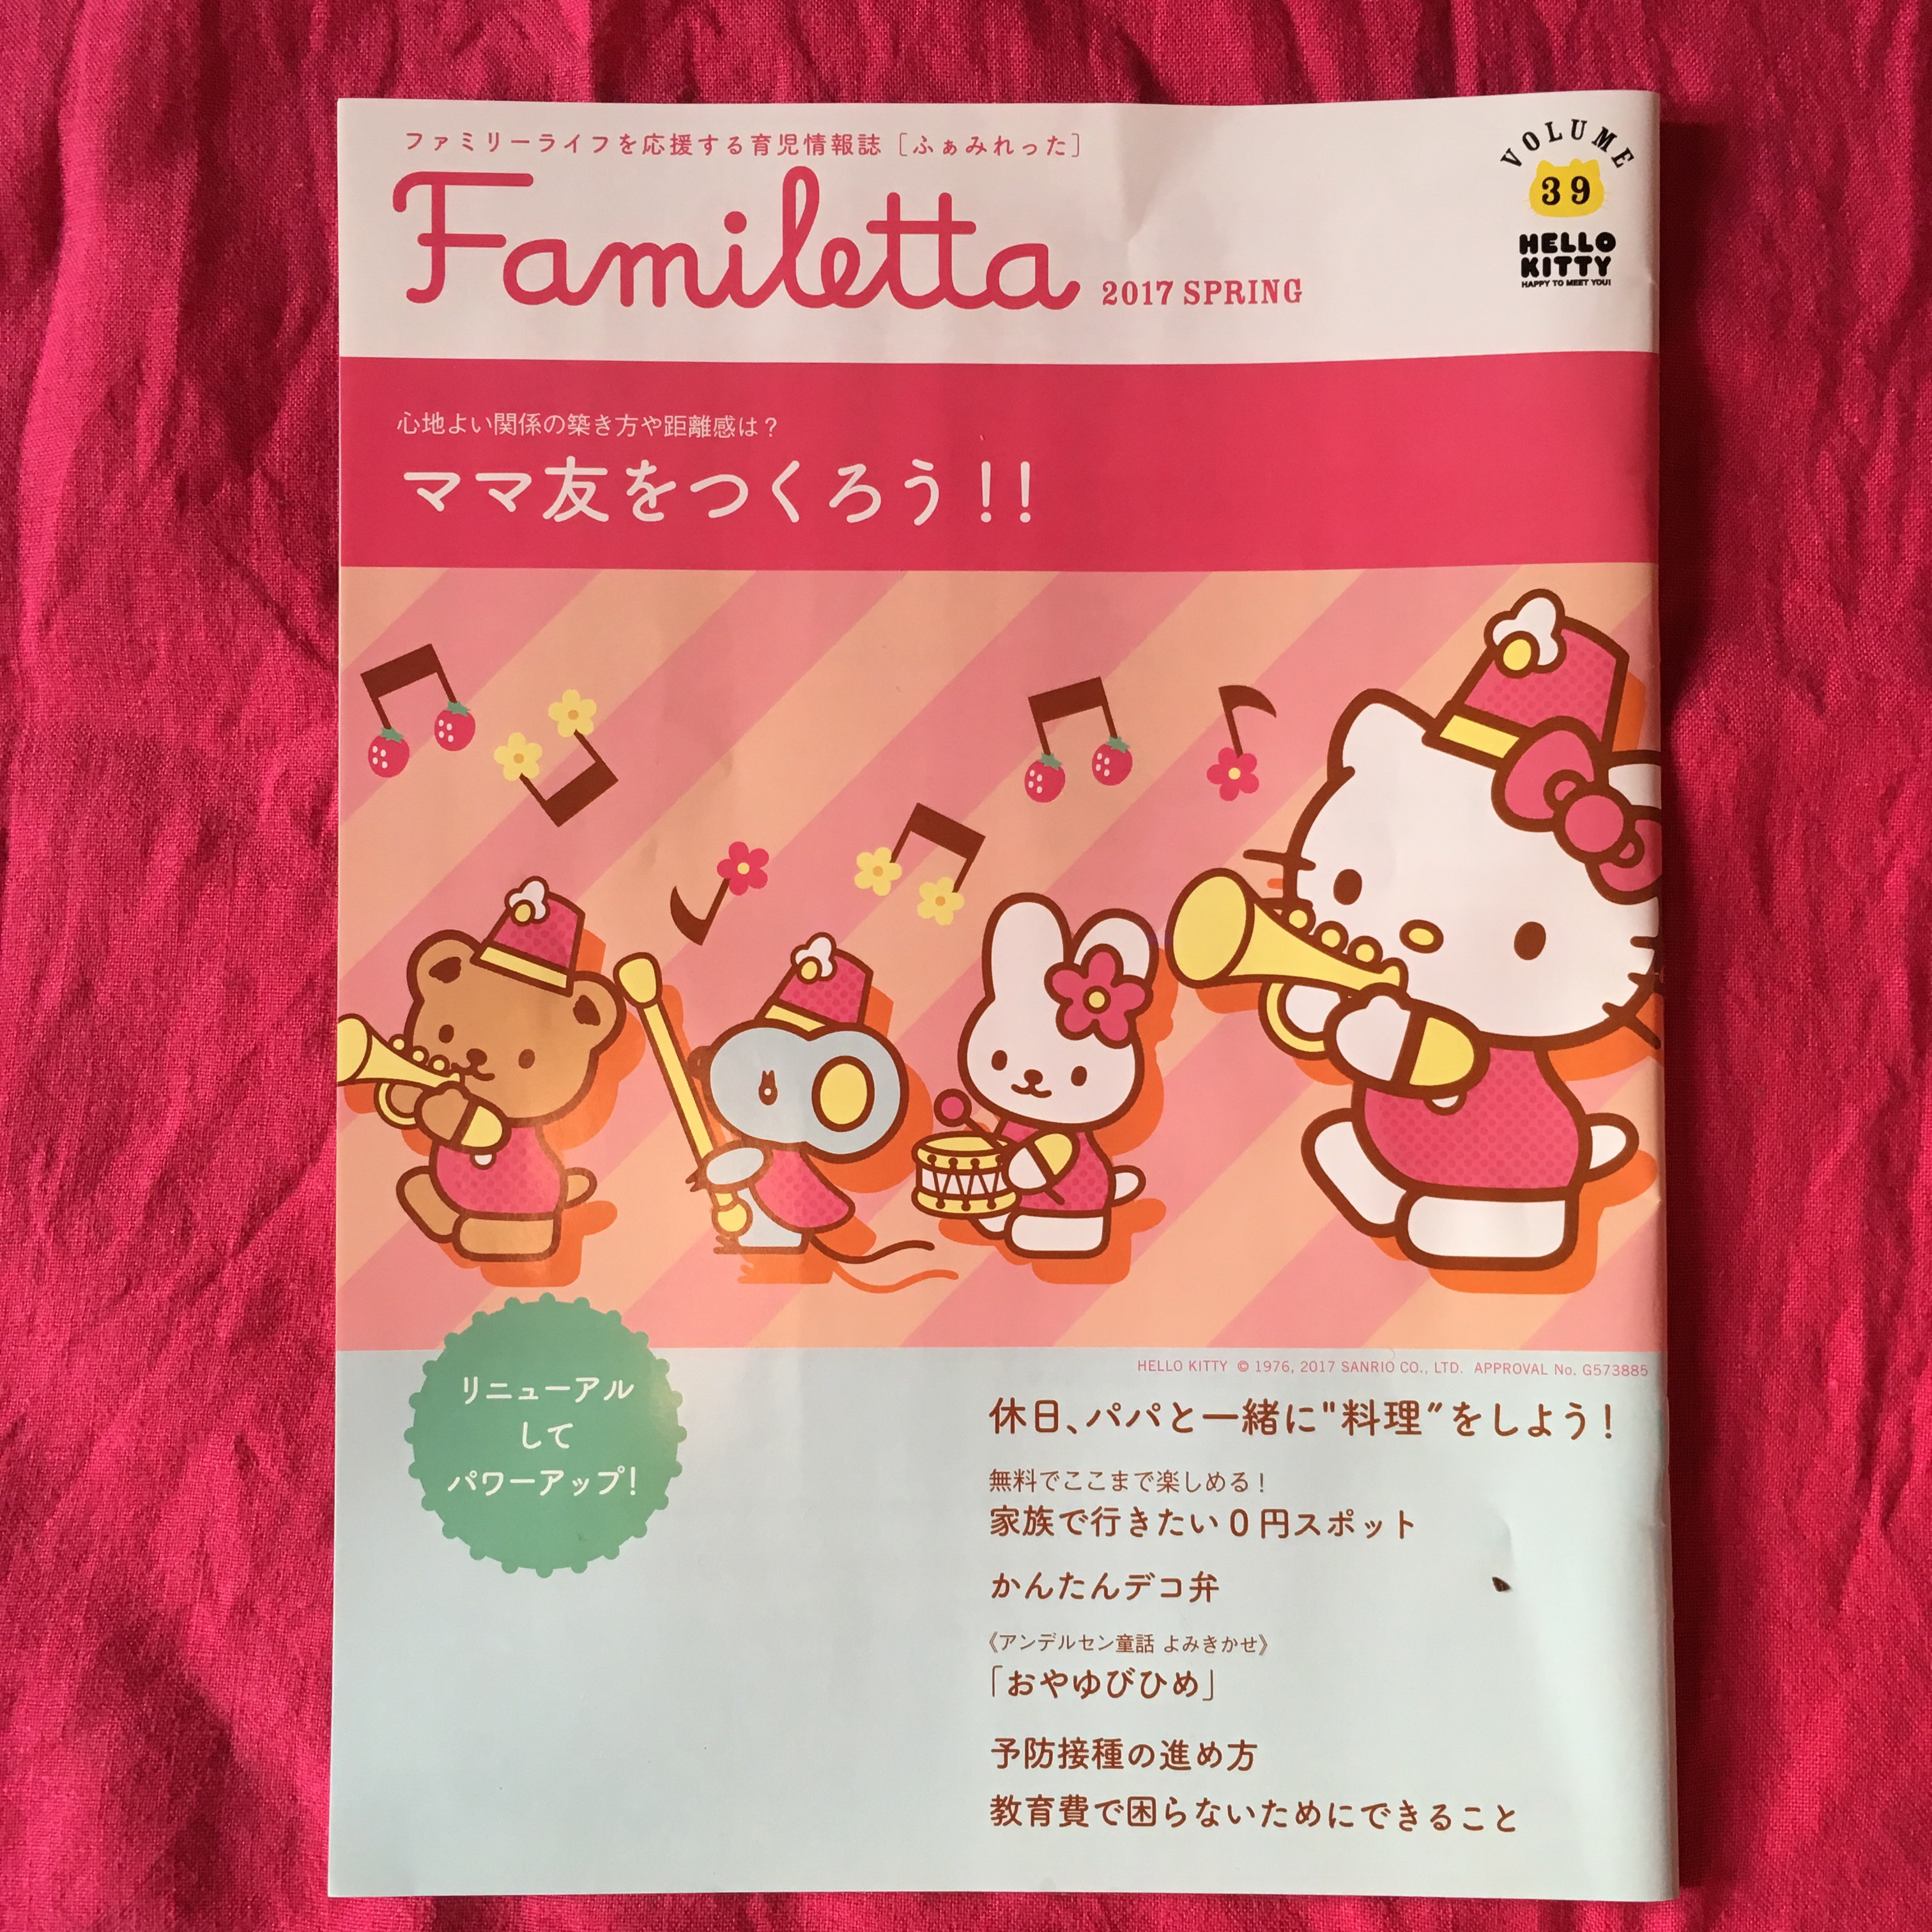 ファミリーライフを応援する育児情報誌［ふぁみれった］
Familetta 2017 SPRING
VOLUME
39
HELLO
KITTY
HAPPY TO MEET YOU!
心地よい関係の築き方や距離感は？
ママ友をつくろう!!
リニューアル
して
パワーアップ!
HELLO KITTY © 1976, 2017 SANRIO CO., LTD. APPROVAL No. G573885
休日、パパと一緒に"料理"をしよう！
無料でここまで楽しめる！
家族で行きたい0円スポット
かんたんデコ弁
《アンデルセン童話 よみきかせ》
「おやゆびひめ」
予防接種の進め方
教育費で困らないためにできること